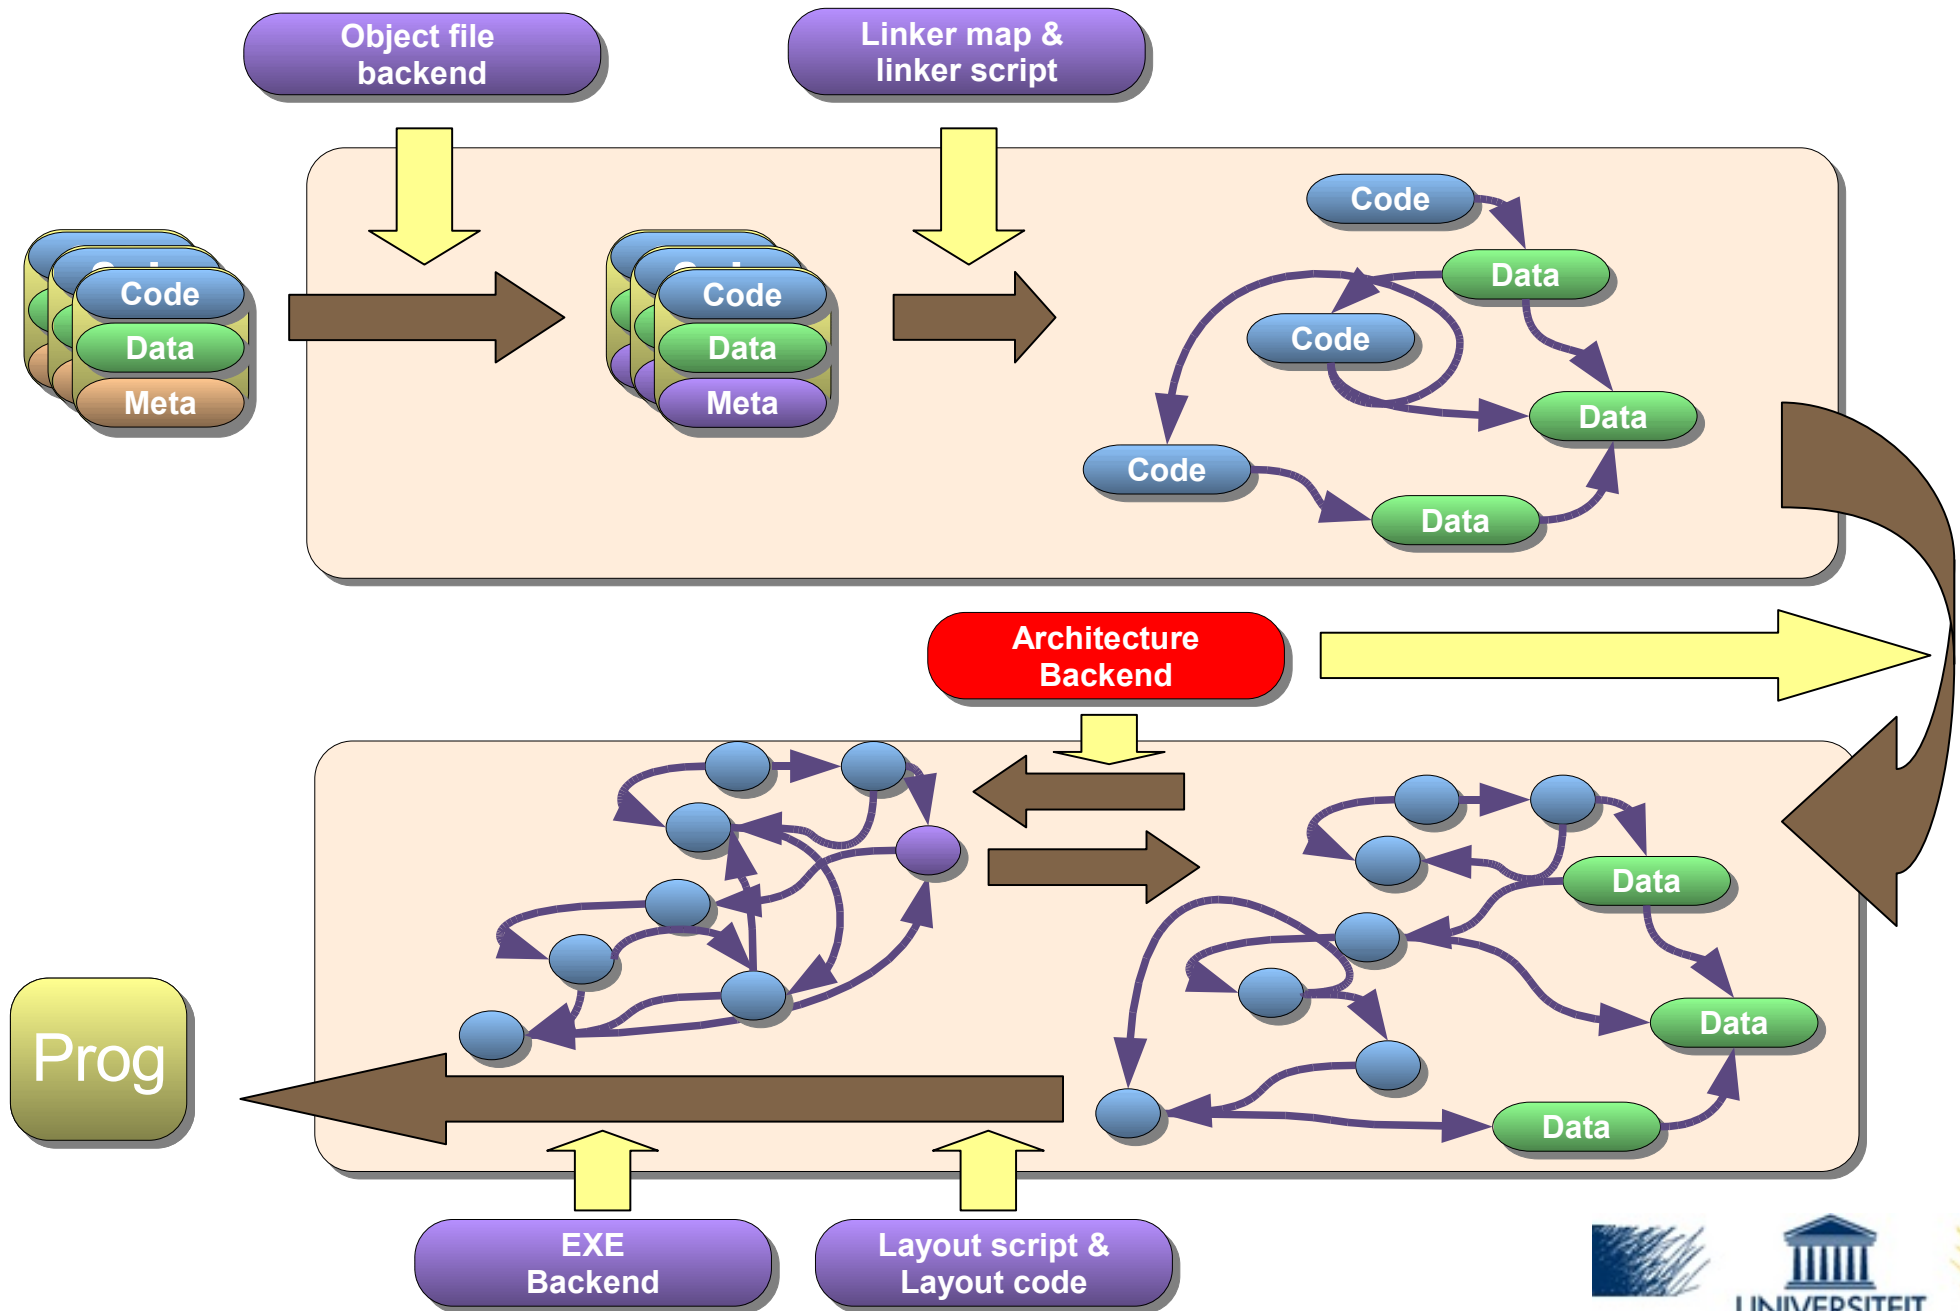 Object file
backend
Linker map &
linker script
Code
Data
Meta
Code
Data
Meta
Code
Data
Code
Data
Code
Data
Architecture
Backend
Data
Data
Data
Prog
EXE
Backend
Layout script &
Layout code
UNIVERSITEIT